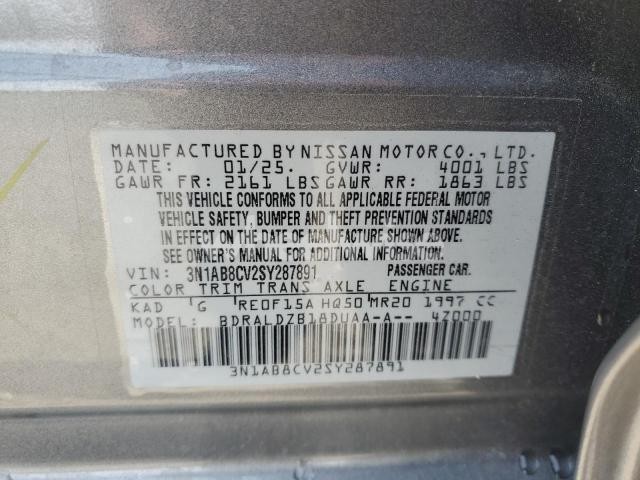 MANUFACTURED BY NISSAN MOTOR CO., LTD.
DATE: 01/25. GVWR: 4001 LBS
GAWR FR: 2161 LBS GAWR RR: 1863 LBS
THIS VEHICLE CONFORMS TO ALL APPLICABLE FEDERAL MOTOR
VEHICLE SAFETY, BUMPER AND THEFT PREVENTION STANDARDS
IN EFFECT ON THE DATE OF MANUFACTURE SHOWN ABOVE.
SEE OWNER'S MANUAL FOR ADDITIONAL INFORMATION.
VIN: 3N1AB8CV2SY287891 PASSENGER CAR.
COLOR TRIM TRANS AXLE ENGINE
KAD G RE0F15A HQ50 MR20 1997 CC
MODEL: BDRALDZB18DUAA-A-- 4Z000
3N1AB8CV2SY287891